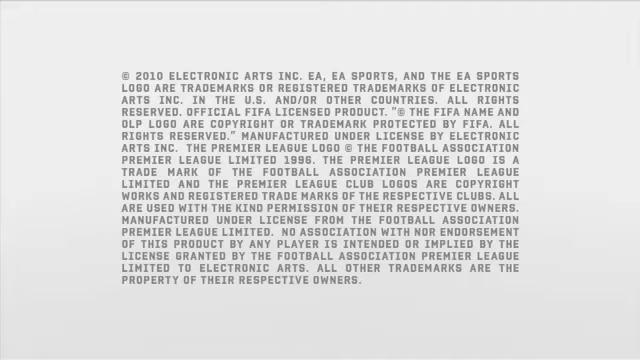 © 2010 ELECTRONIC ARTS INC. EA, EA SPORTS, AND THE EA SPORTS
LOGO ARE TRADEMARKS OR REGISTERED TRADEMARKS OF ELECTRONIC
ARTS INC. IN THE U.S. AND/OR OTHER COUNTRIES. ALL RIGHTS
RESERVED. OFFICIAL FIFA LICENSED PRODUCT. "© THE FIFA NAME AND
OLP LOGO ARE COPYRIGHT OR TRADEMARK PROTECTED BY FIFA. ALL
RIGHTS RESERVED." MANUFACTURED UNDER LICENSE BY ELECTRONIC
ARTS INC. THE PREMIER LEAGUE LOGO © THE FOOTBALL ASSOCIATION
PREMIER LEAGUE LIMITED 1996. THE PREMIER LEAGUE LOGO IS A
TRADE MARK OF THE FOOTBALL ASSOCIATION PREMIER LEAGUE
LIMITED AND THE PREMIER LEAGUE CLUB LOGOS ARE COPYRIGHT
WORKS AND REGISTERED TRADE MARKS OF THE RESPECTIVE CLUBS. ALL
ARE USED WITH THE KIND PERMISSION OF THEIR RESPECTIVE OWNERS.
MANUFACTURED UNDER LICENSE FROM THE FOOTBALL ASSOCIATION
PREMIER LEAGUE LIMITED. NO ASSOCIATION WITH NOR ENDORSEMENT
OF THIS PRODUCT BY ANY PLAYER IS INTENDED OR IMPLIED BY THE
LICENSE GRANTED BY THE FOOTBALL ASSOCIATION PREMIER LEAGUE
LIMITED TO ELECTRONIC ARTS. ALL OTHER TRADEMARKS ARE THE
PROPERTY OF THEIR RESPECTIVE OWNERS.